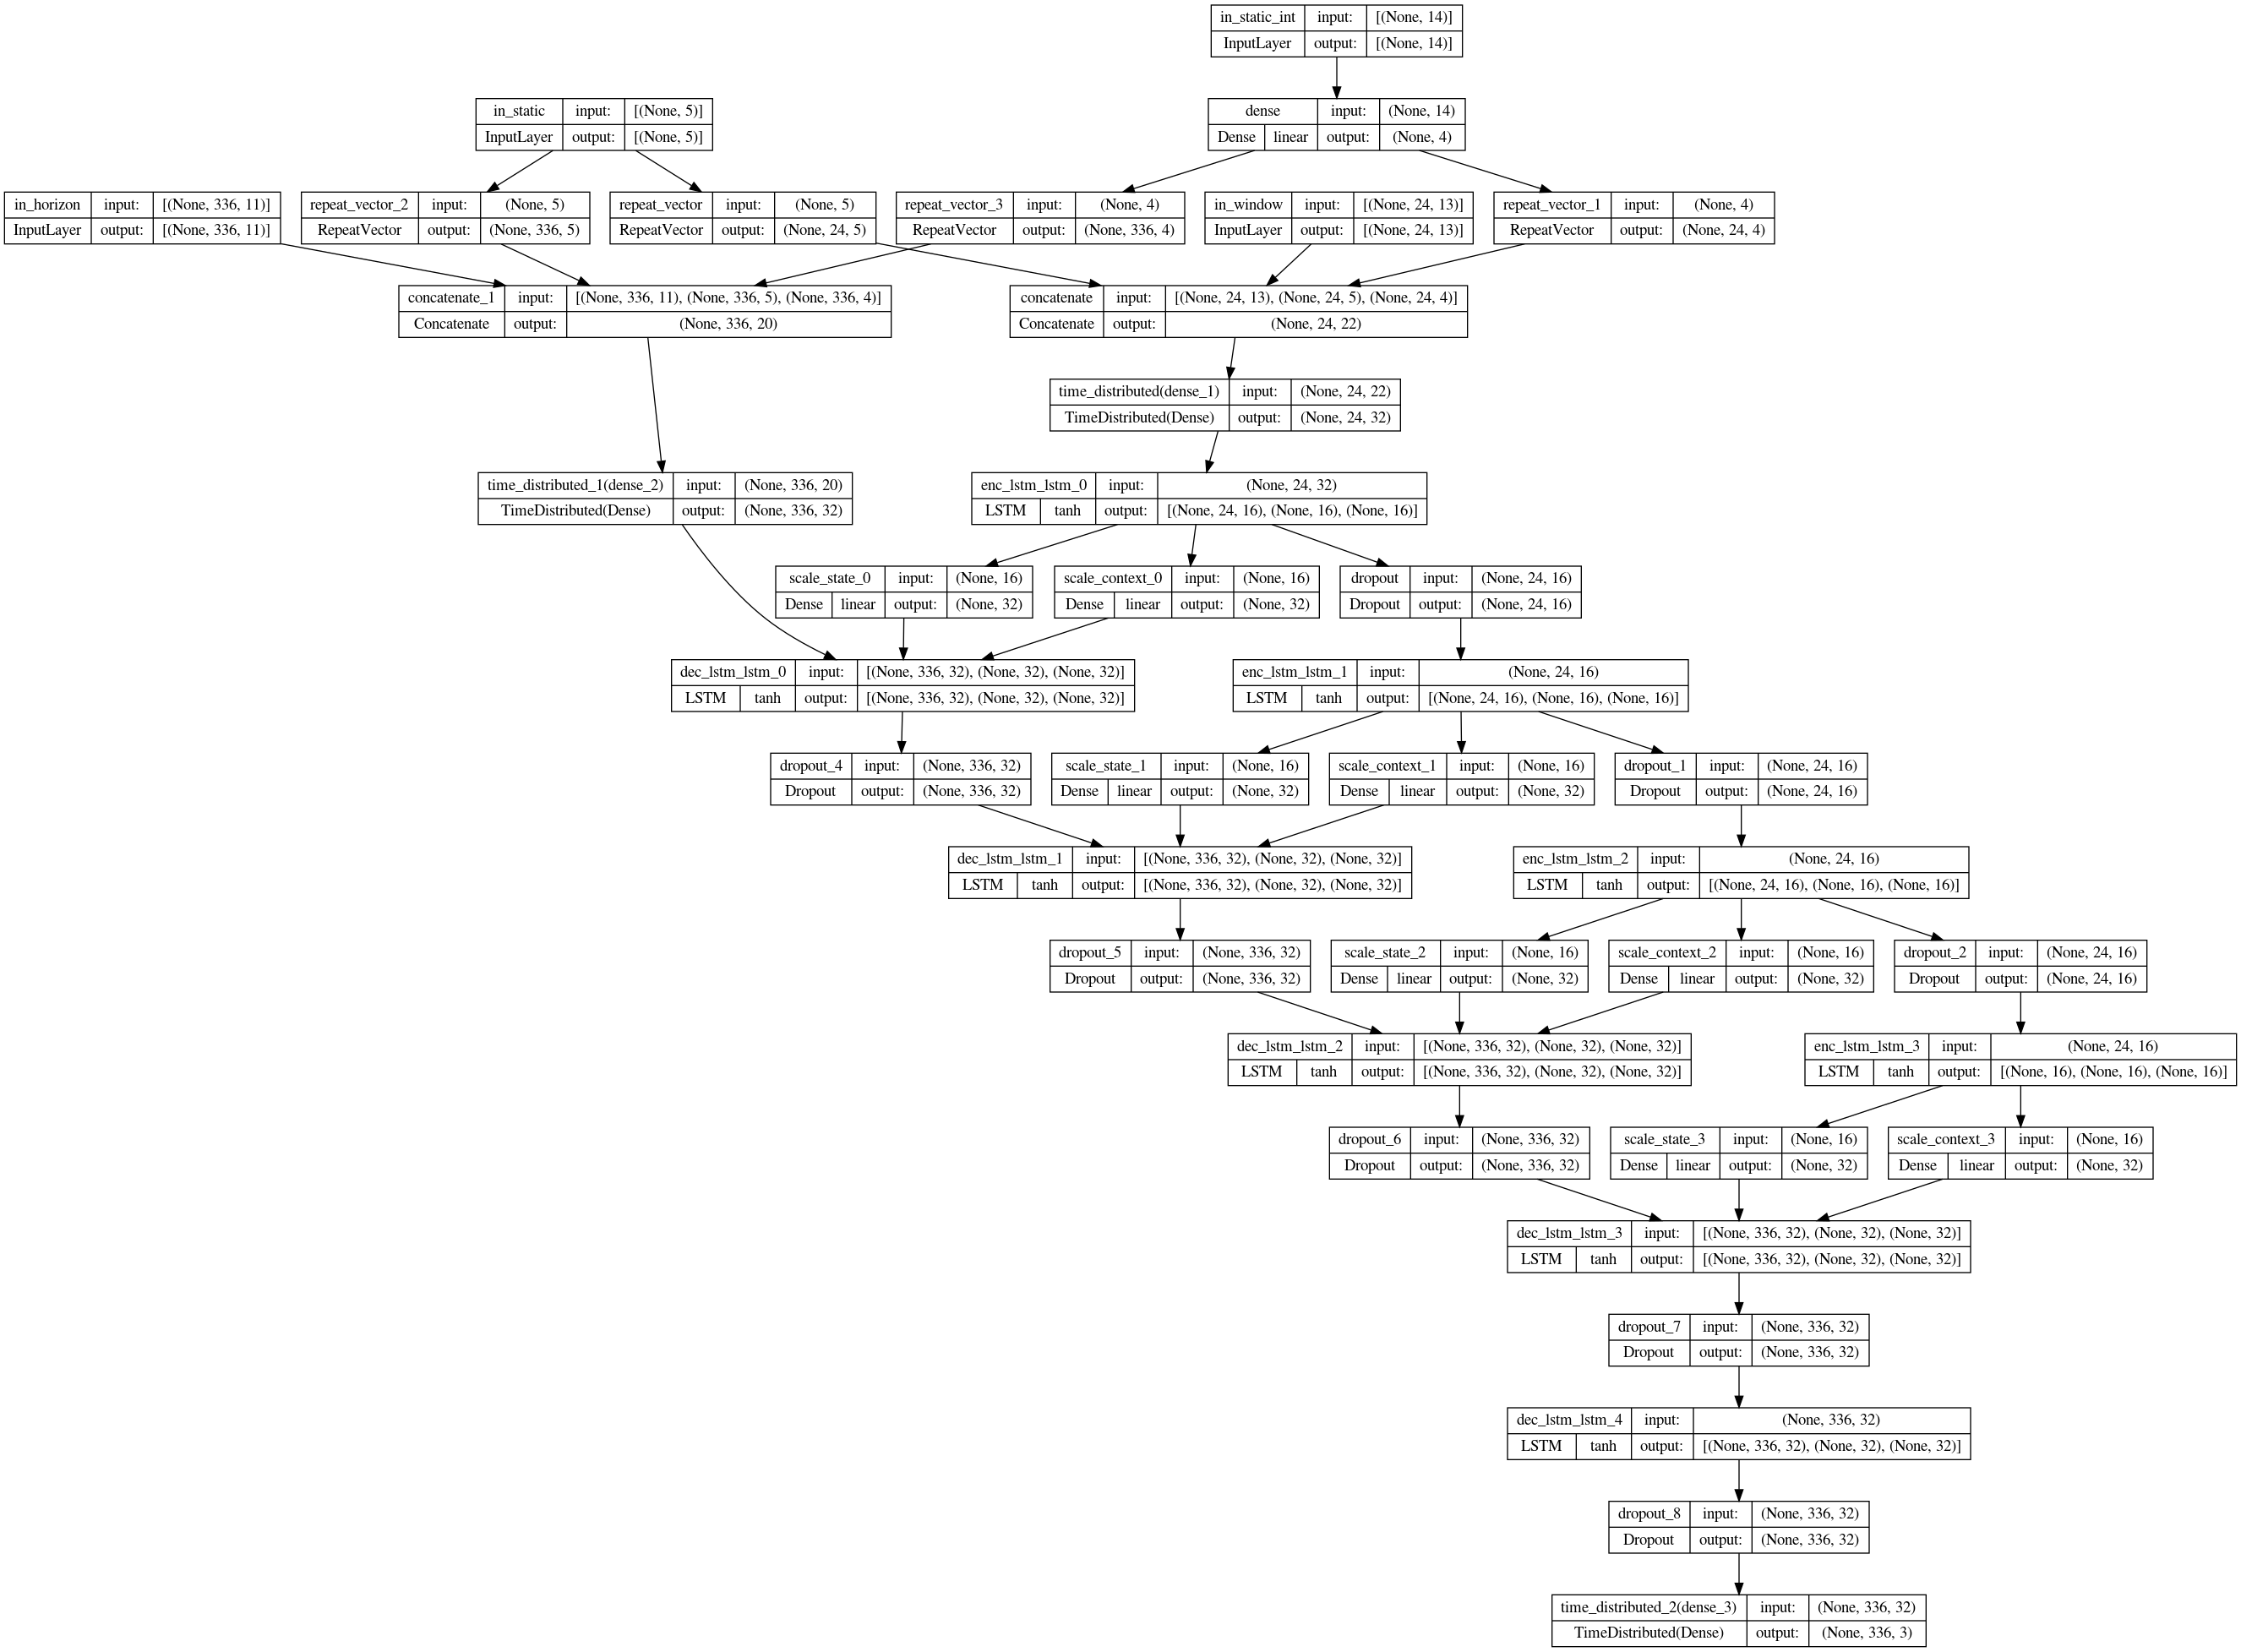 in_static_int input: [(None, 14)]
InputLayer output: [(None, 14)]
in_static input: [(None, 5)]
InputLayer output: [(None, 5)]
dense input: (None, 14)
Dense linear output: (None, 4)
in_horizon input: [(None, 336, 11)]
InputLayer output: [(None, 336, 11)]
repeat_vector_2 input: (None, 5)
RepeatVector output: (None, 336, 5)
repeat_vector input: (None, 5)
RepeatVector output: (None, 24, 5)
repeat_vector_3 input: (None, 4)
RepeatVector output: (None, 336, 4)
in_window input: [(None, 24, 13)]
InputLayer output: [(None, 24, 13)]
repeat_vector_1 input: (None, 4)
RepeatVector output: (None, 24, 4)
concatenate_1 input: [(None, 336, 11), (None, 336, 5), (None, 336, 4)]
Concatenate output: (None, 336, 20)
concatenate input: [(None, 24, 13), (None, 24, 5), (None, 24, 4)]
Concatenate output: (None, 24, 22)
time_distributed(dense_1) input: (None, 24, 22)
TimeDistributed(Dense) output: (None, 24, 32)
time_distributed_1(dense_2) input: (None, 336, 20)
TimeDistributed(Dense) output: (None, 336, 32)
enc_lstm_lstm_0 input: (None, 24, 32)
LSTM tanh output: [(None, 24, 16), (None, 16), (None, 16)]
scale_state_0 input: (None, 16)
Dense linear output: (None, 32)
scale_context_0 input: (None, 16)
Dense linear output: (None, 32)
dropout input: (None, 24, 16)
Dropout output: (None, 24, 16)
dec_lstm_lstm_0 input: [(None, 336, 32), (None, 32), (None, 32)]
LSTM tanh output: [(None, 336, 32), (None, 32), (None, 32)]
enc_lstm_lstm_1 input: (None, 24, 16)
LSTM tanh output: [(None, 24, 16), (None, 16), (None, 16)]
dropout_4 input: (None, 336, 32)
Dropout output: (None, 336, 32)
scale_state_1 input: (None, 16)
Dense linear output: (None, 32)
scale_context_1 input: (None, 16)
Dense linear output: (None, 32)
dropout_1 input: (None, 24, 16)
Dropout output: (None, 24, 16)
dec_lstm_lstm_1 input: [(None, 336, 32), (None, 32), (None, 32)]
LSTM tanh output: [(None, 336, 32), (None, 32), (None, 32)]
enc_lstm_lstm_2 input: (None, 24, 16)
LSTM tanh output: [(None, 24, 16), (None, 16), (None, 16)]
dropout_5 input: (None, 336, 32)
Dropout output: (None, 336, 32)
scale_state_2 input: (None, 16)
Dense linear output: (None, 32)
scale_context_2 input: (None, 16)
Dense linear output: (None, 32)
dropout_2 input: (None, 24, 16)
Dropout output: (None, 24, 16)
dec_lstm_lstm_2 input: [(None, 336, 32), (None, 32), (None, 32)]
LSTM tanh output: [(None, 336, 32), (None, 32), (None, 32)]
enc_lstm_lstm_3 input: (None, 24, 16)
LSTM tanh output: [(None, 16), (None, 16), (None, 16)]
dropout_6 input: (None, 336, 32)
Dropout output: (None, 336, 32)
scale_state_3 input: (None, 16)
Dense linear output: (None, 32)
scale_context_3 input: (None, 16)
Dense linear output: (None, 32)
dec_lstm_lstm_3 input: [(None, 336, 32), (None, 32), (None, 32)]
LSTM tanh output: [(None, 336, 32), (None, 32), (None, 32)]
dropout_7 input: (None, 336, 32)
Dropout output: (None, 336, 32)
dec_lstm_lstm_4 input: (None, 336, 32)
LSTM tanh output: [(None, 336, 32), (None, 32), (None, 32)]
dropout_8 input: (None, 336, 32)
Dropout output: (None, 336, 32)
time_distributed_2(dense_3) input: (None, 336, 32)
TimeDistributed(Dense) output: (None, 336, 3)